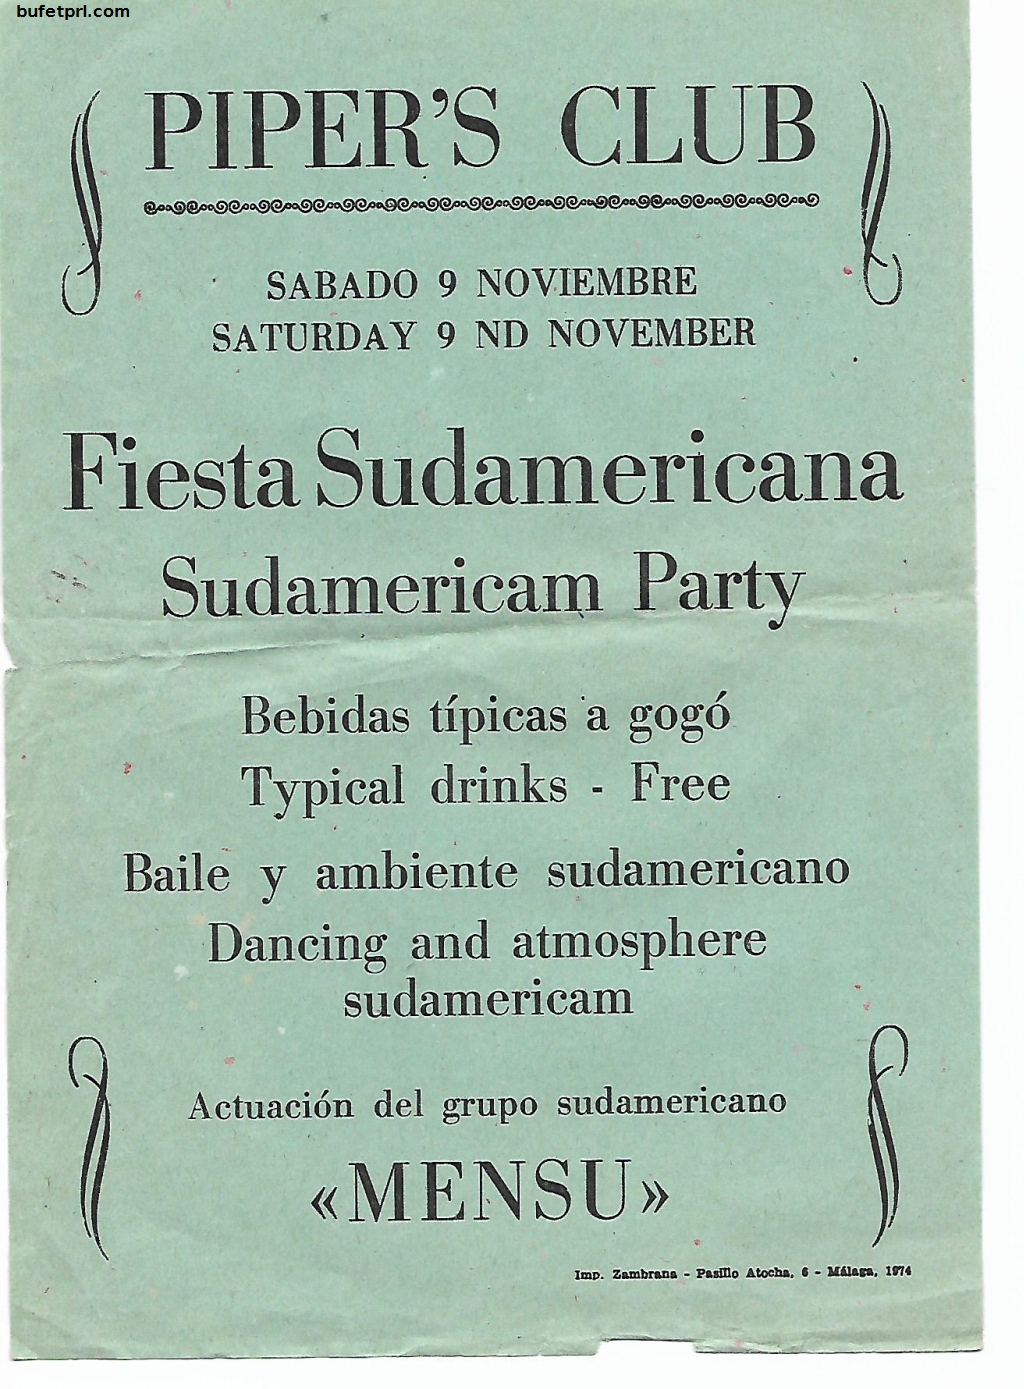 bufetprl.com
PIPER'S CLUB
SABADO 9 NOVIEMBRE
SATURDAY 9 ND NOVEMBER
Fiesta Sudamericana
Sudamericam Party
Bebidas típicas a gogó
Typical drinks - Free
Baile y ambiente sudamericano
Dancing and atmosphere
sudamericam
Actuación del grupo sudamericano
«MENSU»
Imp. Zambrana - Pasillo Atocha, 6 - Málaga, 1974